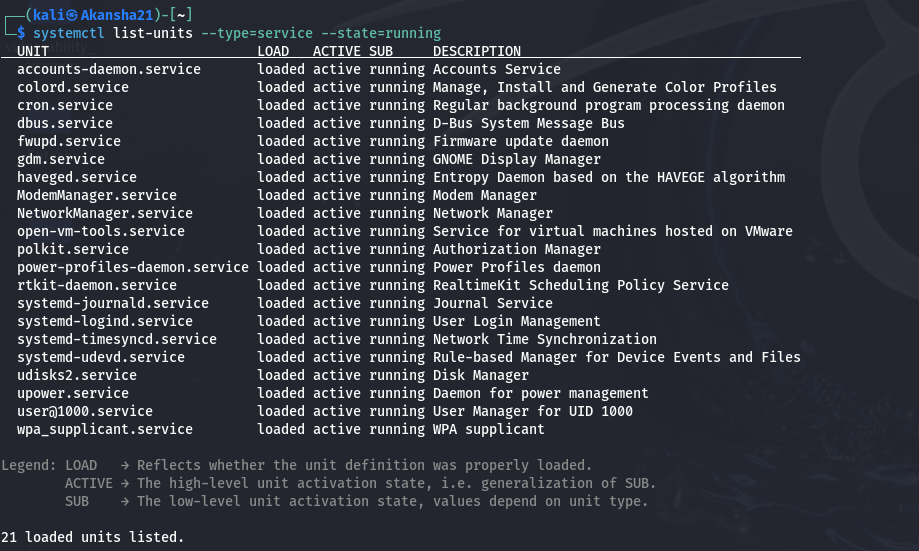 ┌──(kali㉿Akansha21)-[~]
└─$ systemctl list-units --type=service --state=running
UNIT LOAD ACTIVE SUB DESCRIPTION
accounts-daemon.service loaded active running Accounts Service
colord.service loaded active running Manage, Install and Generate Color Profiles
cron.service loaded active running Regular background program processing daemon
dbus.service loaded active running D-Bus System Message Bus
fwupd.service loaded active running Firmware update daemon
gdm.service loaded active running GNOME Display Manager
haveged.service loaded active running Entropy Daemon based on the HAVEGE algorithm
ModemManager.service loaded active running Modem Manager
NetworkManager.service loaded active running Network Manager
open-vm-tools.service loaded active running Service for virtual machines hosted on VMware
polkit.service loaded active running Authorization Manager
power-profiles-daemon.service loaded active running Power Profiles daemon
rtkit-daemon.service loaded active running RealtimeKit Scheduling Policy Service
systemd-journald.service loaded active running Journal Service
systemd-logind.service loaded active running User Login Management
systemd-timesyncd.service loaded active running Network Time Synchronization
systemd-udevd.service loaded active running Rule-based Manager for Device Events and Files
udisks2.service loaded active running Disk Manager
upower.service loaded active running Daemon for power management
user@1000.service loaded active running User Manager for UID 1000
wpa_supplicant.service loaded active running WPA supplicant
Legend: LOAD → Reflects whether the unit definition was properly loaded.
ACTIVE → The high-level unit activation state, i.e. generalization of SUB.
SUB → The low-level unit activation state, values depend on unit type.
21 loaded units listed.